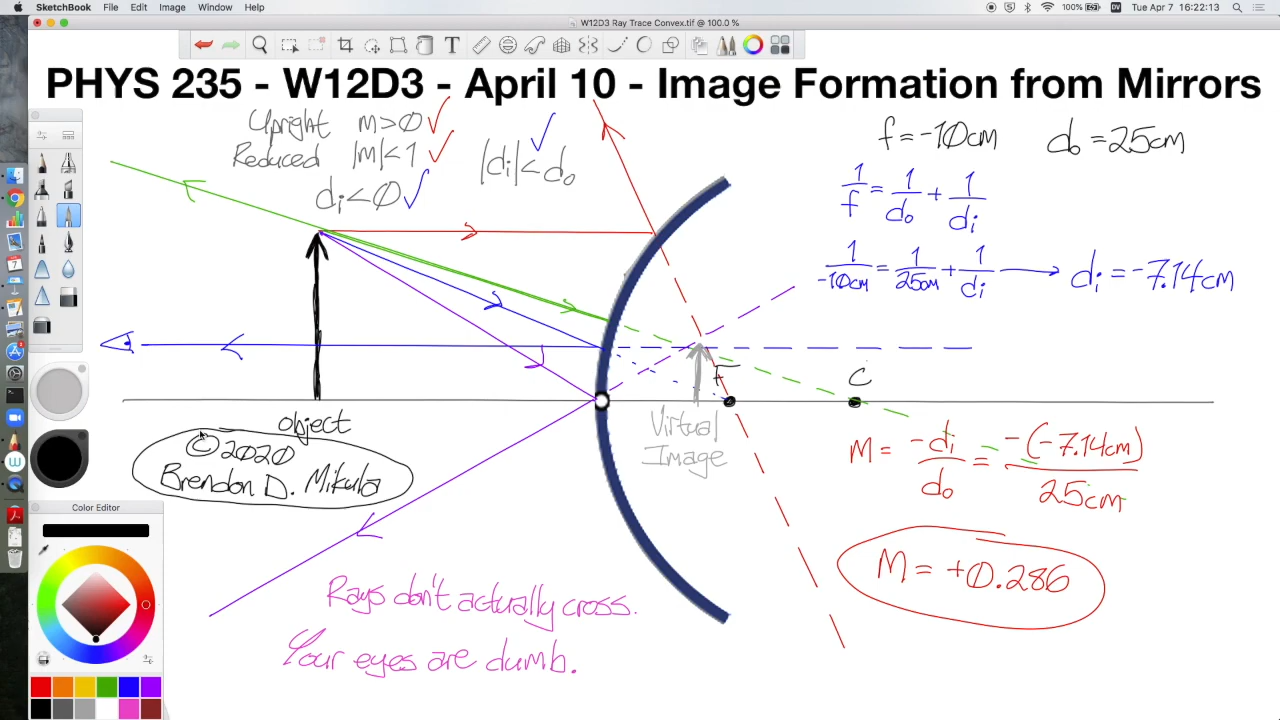 SketchBook File Edit Image Window Help
100% Tue Apr 7 16:22:13
W12D3 Ray Trace Convex.tif @ 100.0 %
PHYS 235 - W12D3 - April 10 - Image Formation from Mirrors
Upright m>0
Reduced |m|<1
di<0
|di|<do
f=-10cm do=25cm
1/f = 1/do + 1/di
1/-10cm = 1/25cm + 1/di → di = -7.14cm
F
C
object
©2020
Brendon D. Mikula
Virtual
Image
M = -di/do = -(-7.14cm)/25cm
M = +0.286
Color Editor
Rays don't actually cross.
Your eyes are dumb.